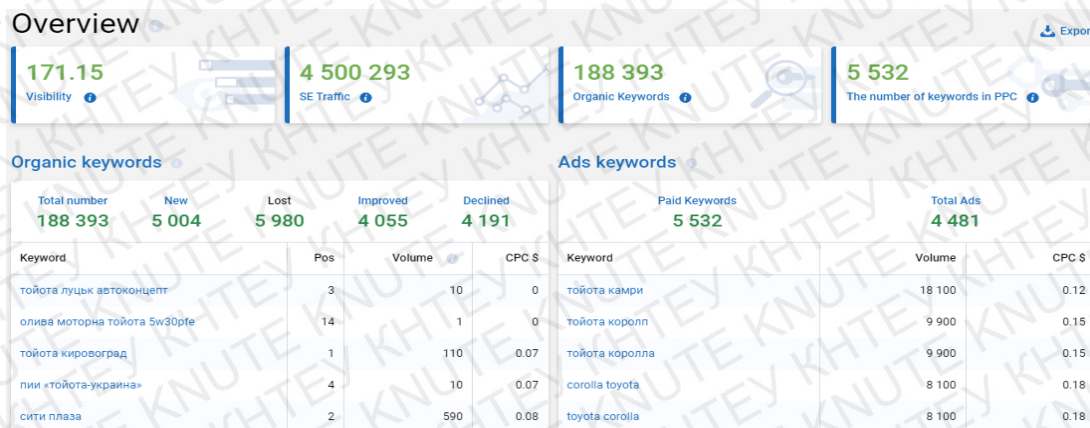 Overview
Expor
171.15
Visibility
4 500 293
SE Traffic
188 393
Organic Keywords
5 532
The number of keywords in PPC
Organic keywords
Total number New Lost Improved Declined
188 393 5 004 5 980 4 055 4 191
Keyword Pos Volume CPC $
тойота луцьк автоконцепт 3 10 0
олива моторна тойота 5w30pfe 14 1 0
тойота кировоград 1 110 0.07
пии «тойота-украина» 4 10 0.07
сити плаза 2 590 0.08
Ads keywords
Paid Keywords Total Ads
5 532 4 481
Keyword Volume CPC $
тойота камри 18 100 0.12
тойота королл 9 900 0.15
тойота королла 9 900 0.15
corolla toyota 8 100 0.18
toyota corolla 8 100 0.18
KNUTE КНТЕУ